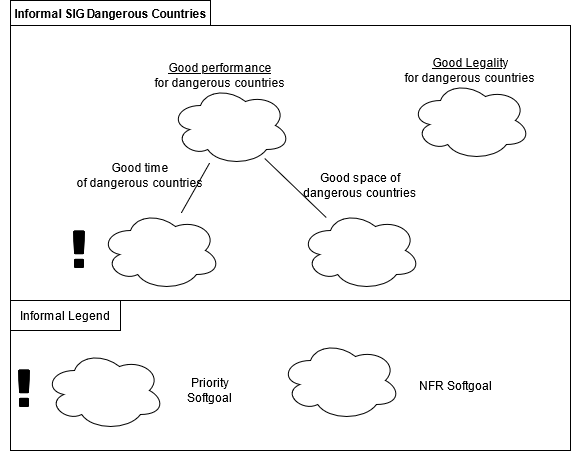 Informal SIG Dangerous Countries
Good performance
for dangerous countries
Good Legality
for dangerous countries
Good time
of dangerous countries
Good space of
dangerous countries
!
Informal Legend
!
Priority
Softgoal
NFR Softgoal